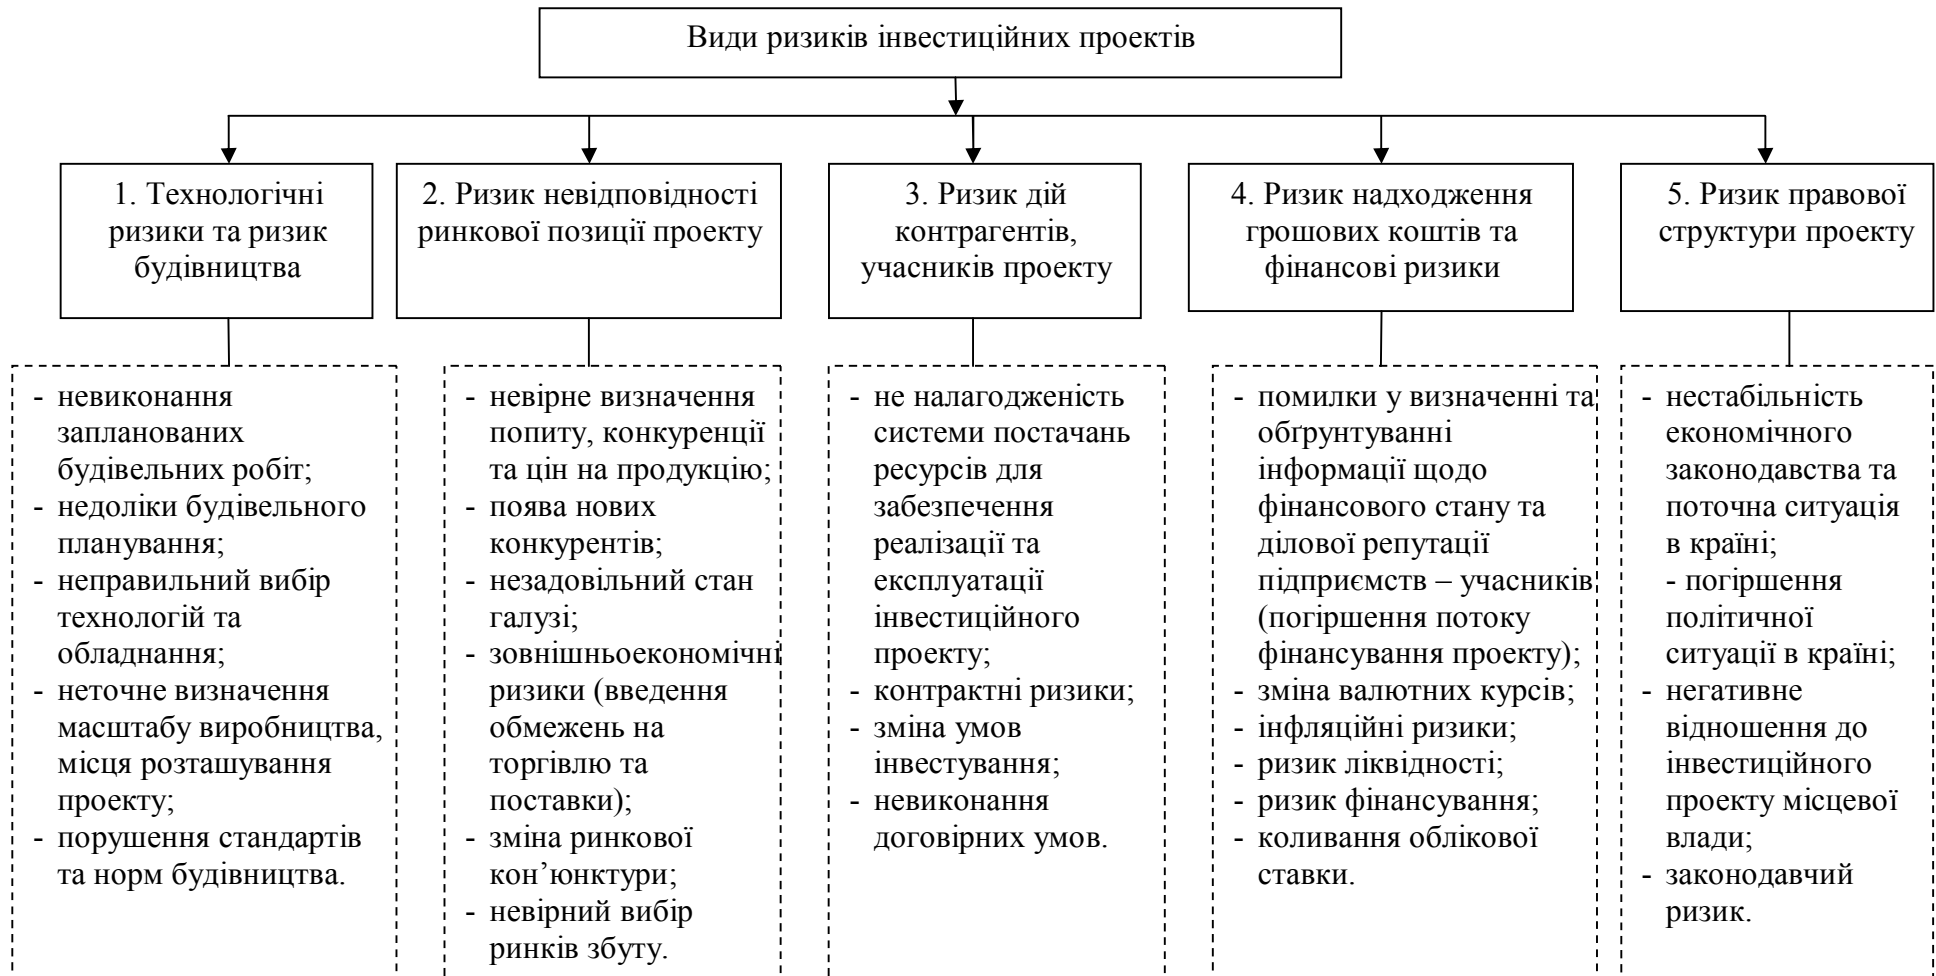 Види ризиків інвестиційних проектів
1. Технологічні
ризики та ризик
будівництва
2. Ризик невідповідності
ринкової позиції проекту
3. Ризик дій
контрагентів,
учасників проекту
4. Ризик надходження
грошових коштів та
фінансові ризики
5. Ризик правової
структури проекту
- невиконання
запланованих
будівельних робіт;
- недоліки будівельного
планування;
- неправильний вибір
технологій та
обладнання;
- неточне визначення
масштабу виробництва,
місця розташування
проекту;
- порушення стандартів
та норм будівництва.
- невірне визначення
попиту, конкуренції
та цін на продукцію;
- поява нових
конкурентів;
- незадовільний стан
галузі;
- зовнішньоекономічні
ризики (введення
обмежень на
торгівлю та
поставки);
- зміна ринкової
кон’юнктури;
- невірний вибір
ринків збуту.
- не налагодженість
системи постачань
ресурсів для
забезпечення
реалізації та
експлуатації
інвестиційного
проекту;
- контрактні ризики;
- зміна умов
інвестування;
- невиконання
договірних умов.
- помилки у визначенні та
обґрунтуванні
інформації щодо
фінансового стану та
ділової репутації
підприємств – учасників
(погіршення потоку
фінансування проекту);
- зміна валютних курсів;
- інфляційні ризики;
- ризик ліквідності;
- ризик фінансування;
- коливання облікової
ставки.
- нестабільність
економічного
законодавства та
поточна ситуація
в країні;
- погіршення
політичної
ситуації в країні;
- негативне
відношення до
інвестиційного
проекту місцевої
влади;
- законодавчий
ризик.